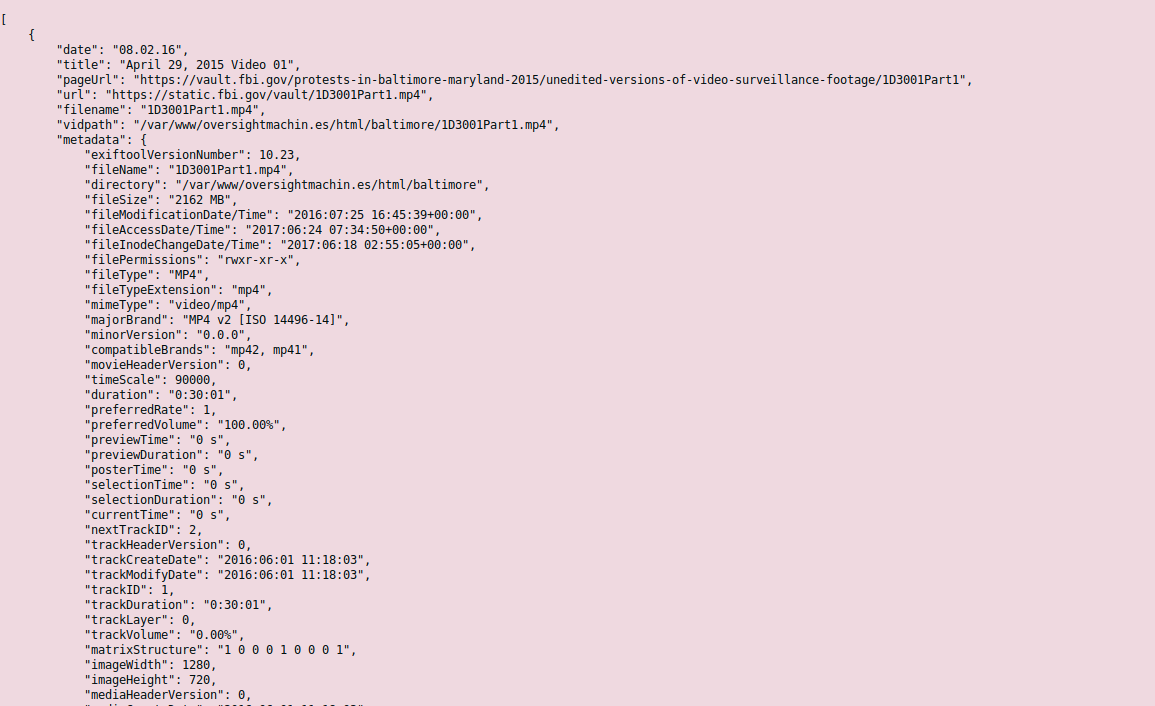 [
    {
        "date": "08.02.16",
        "title": "April 29, 2015 Video 01",
        "pageUrl": "https://vault.fbi.gov/protests-in-baltimore-maryland-2015/unedited-versions-of-video-surveillance-footage/1D3001Part1",
        "url": "https://static.fbi.gov/vault/1D3001Part1.mp4",
        "filename": "1D3001Part1.mp4",
        "vidpath": "/var/www/oversightmachin.es/html/baltimore/1D3001Part1.mp4",
        "metadata": {
            "exiftoolVersionNumber": 10.23,
            "fileName": "1D3001Part1.mp4",
            "directory": "/var/www/oversightmachin.es/html/baltimore",
            "fileSize": "2162 MB",
            "fileModificationDate/Time": "2016:07:25 16:45:39+00:00",
            "fileAccessDate/Time": "2017:06:24 07:34:50+00:00",
            "fileInodeChangeDate/Time": "2017:06:18 02:55:05+00:00",
            "filePermissions": "rwxr-xr-x",
            "fileType": "MP4",
            "fileTypeExtension": "mp4",
            "mimeType": "video/mp4",
            "majorBrand": "MP4 v2 [ISO 14496-14]",
            "minorVersion": "0.0.0",
            "compatibleBrands": "mp42, mp41",
            "movieHeaderVersion": 0,
            "timeScale": 90000,
            "duration": "0:30:01",
            "preferredRate": 1,
            "preferredVolume": "100.00%",
            "previewTime": "0 s",
            "previewDuration": "0 s",
            "posterTime": "0 s",
            "selectionTime": "0 s",
            "selectionDuration": "0 s",
            "currentTime": "0 s",
            "nextTrackID": 2,
            "trackHeaderVersion": 0,
            "trackCreateDate": "2016:06:01 11:18:03",
            "trackModifyDate": "2016:06:01 11:18:03",
            "trackID": 1,
            "trackDuration": "0:30:01",
            "trackLayer": 0,
            "trackVolume": "0.00%",
            "matrixStructure": "1 0 0 0 1 0 0 0 1",
            "imageWidth": 1280,
            "imageHeight": 720,
            "mediaHeaderVersion": 0,